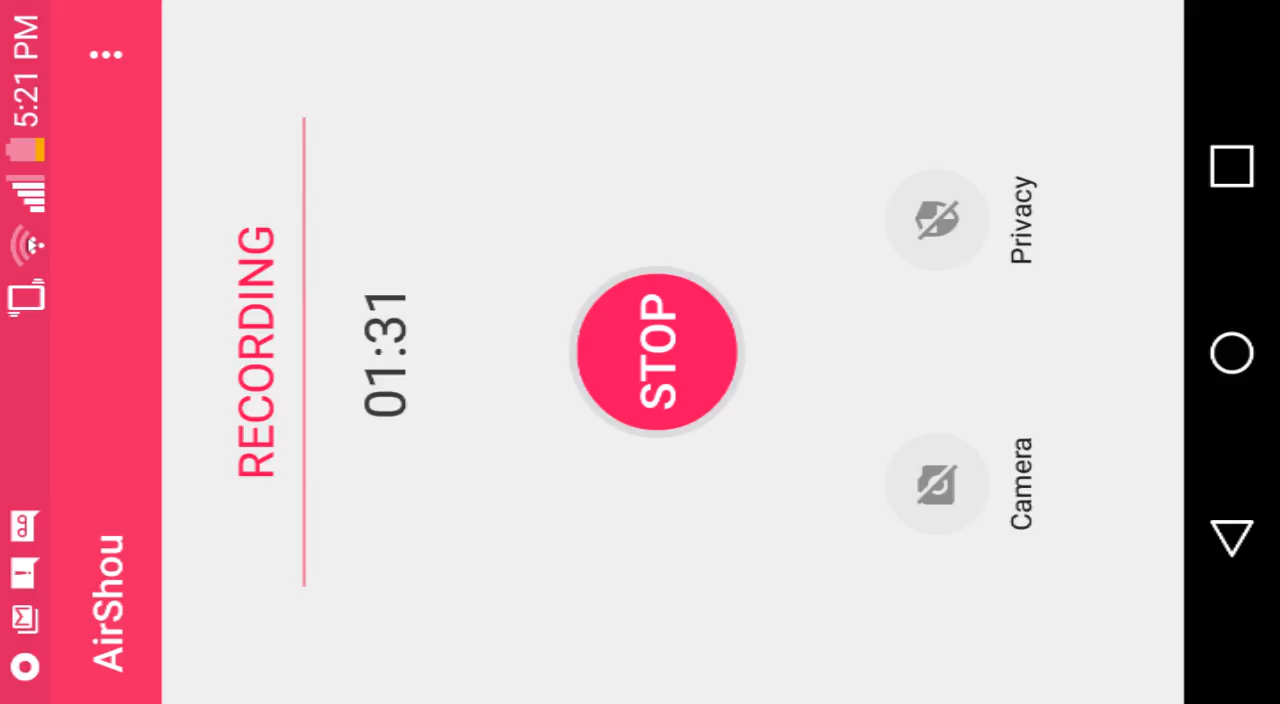 5:21 PM
AirShou
RECORDING
01:31
STOP
Camera
Privacy